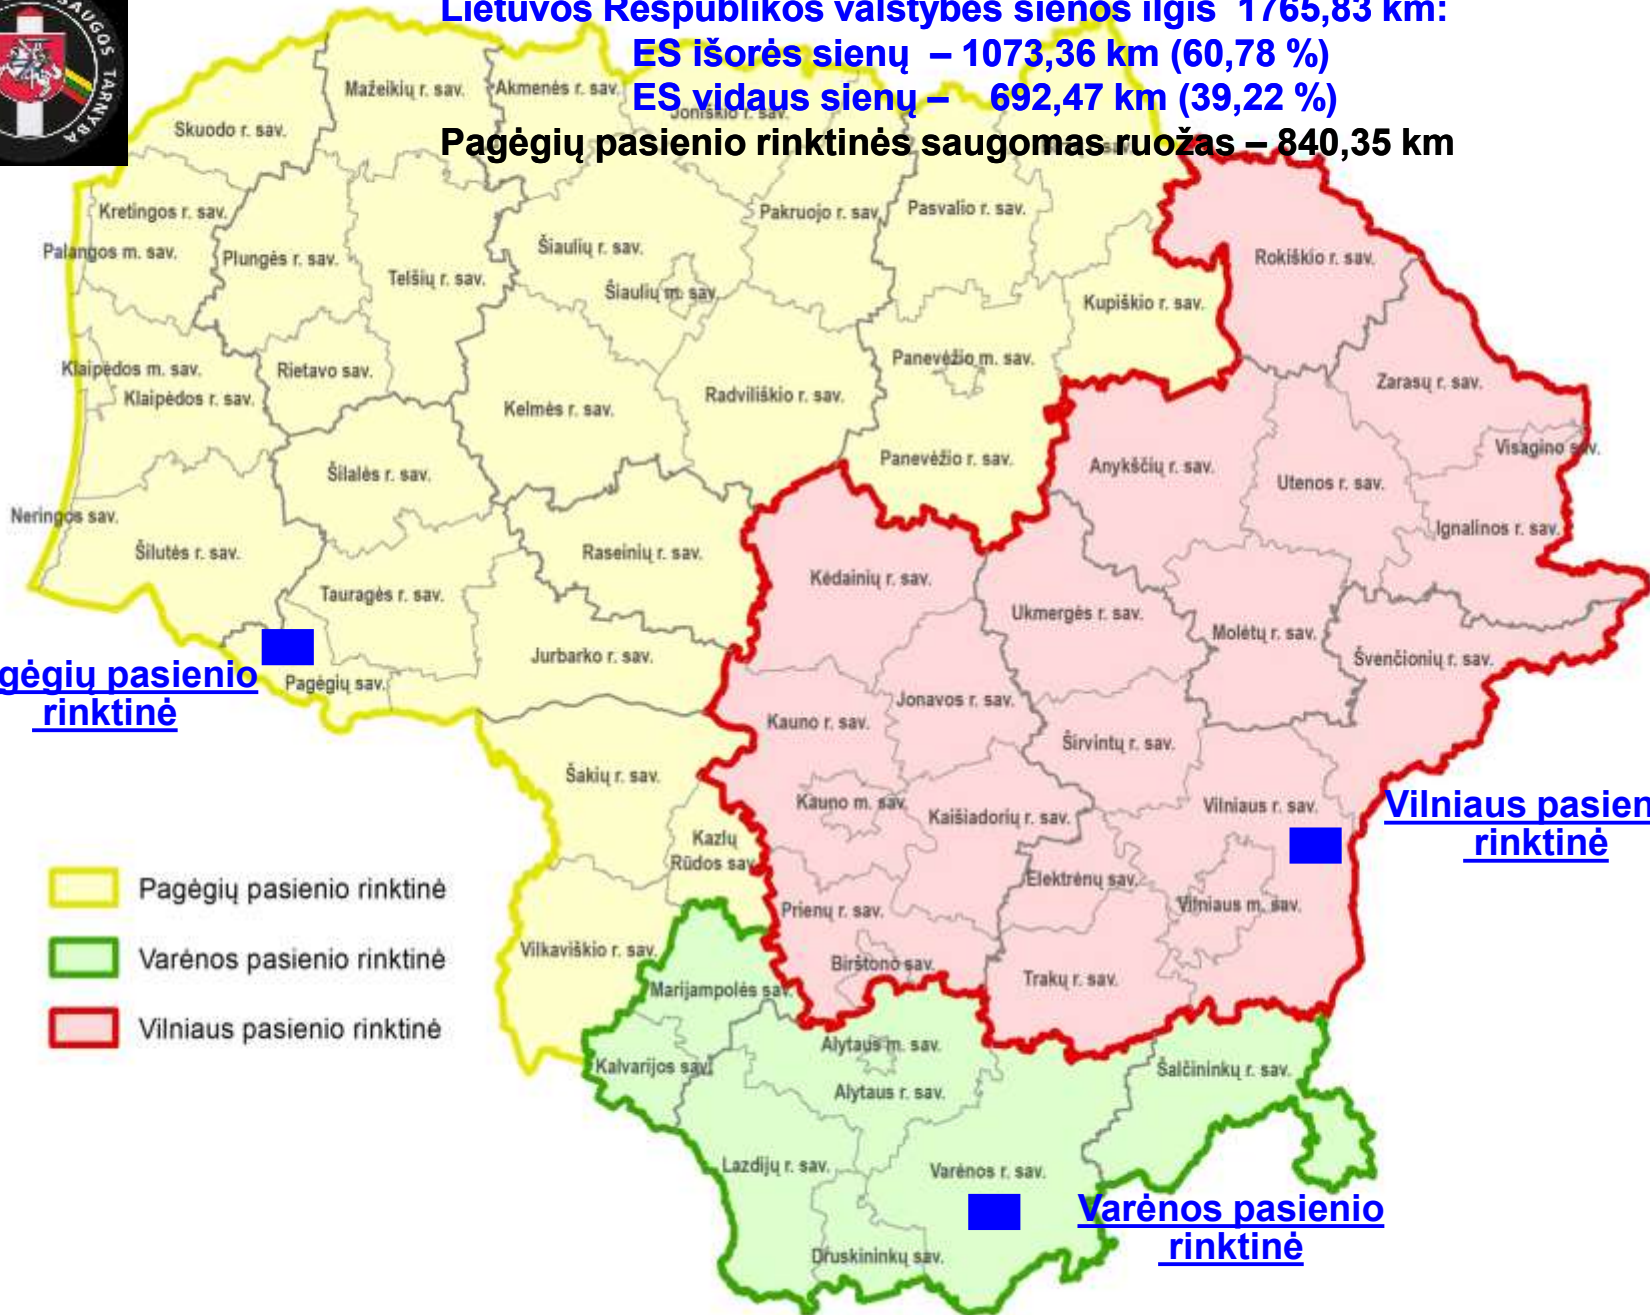 SAUGOS TARNYBA
Lietuvos Respublikos valstybės sienos ilgis 1765,83 km:
ES išorės sienų – 1073,36 km (60,78 %)
ES vidaus sienų – 692,47 km (39,22 %)
Pagėgių pasienio rinktinės saugomas ruožas – 840,35 km
Mažeikių r. sav.
Akmenės r. sav.
Joniškio r. sav.
Skuodo r. sav.
Kretingos r. sav.
Pakruojo r. sav.
Pasvalio r. sav.
Palangos m. sav.
Plungės r. sav.
Telšių r. sav.
Šiaulių r. sav.
Šiaulių m. sav.
Rokiškio r. sav.
Kupiškio r. sav.
Klaipėdos m. sav.
Rietavo sav.
Klaipėdos r. sav.
Kelmės r. sav.
Radviliškio r. sav.
Panevėžio m. sav.
Zarasų r. sav.
Visagino sav.
Šilalės r. sav.
Panevėžio r. sav.
Anykščių r. sav.
Utenos r. sav.
Neringos sav.
Šilutės r. sav.
Raseinių r. sav.
Ignalinos r. sav.
Tauragės r. sav.
Kėdainių r. sav.
Ukmergės r. sav.
Molėtų r. sav.
Švenčionių r. sav.
Jurbarko r. sav.
Pagėgių sav.
gėgių pasienio
rinktinė
Jonavos r. sav.
Kauno r. sav.
Širvintų r. sav.
Šakių r. sav.
Kauno m. sav.
Kaišiadorių r. sav.
Vilniaus r. sav.
Vilniaus pasien
rinktinė
Kazlų
Rūdos sav.
Elektrėnų sav.
Vilniaus m. sav.
Prienų r. sav.
Vilkaviškio r. sav.
Birštono sav.
Trakų r. sav.
Marijampolės sav.
Pagėgių pasienio rinktinė
Varėnos pasienio rinktinė
Vilniaus pasienio rinktinė
Kalvarijos sav.
Alytaus m. sav.
Alytaus r. sav.
Šalčininkų r. sav.
Lazdijų r. sav.
Varėnos r. sav.
Varėnos pasienio
rinktinė
Druskininkų sav.